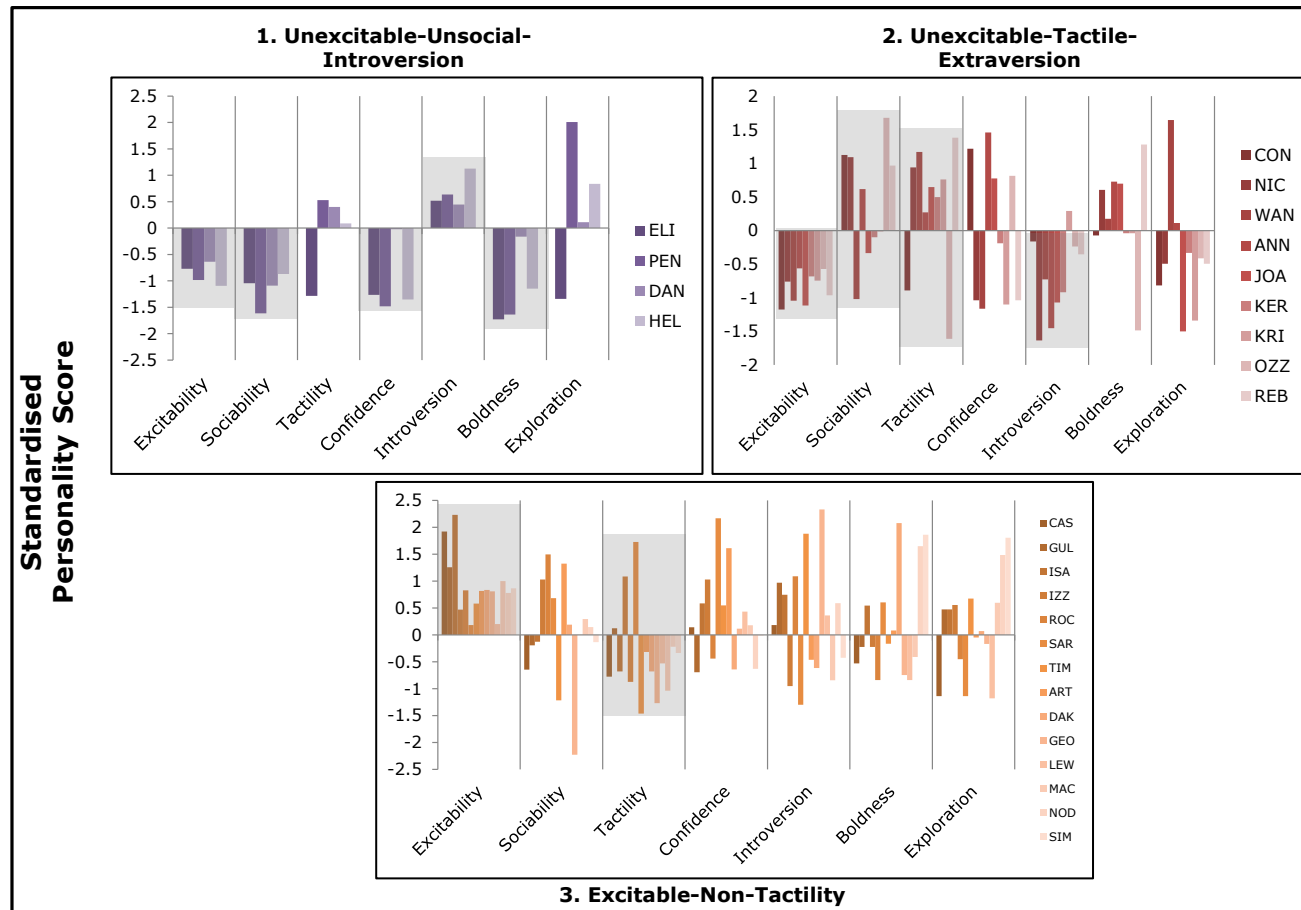 1. Unexcitable-Unsocial-
Introversion
2. Unexcitable-Tactile-
Extraversion
Standardised
Personality Score
2.5
2
1.5
1
0.5
0
-0.5
-1
-1.5
-2
-2.5
Excitability
Sociability
Tactility
Confidence
Introversion
Boldness
Exploration
ELI
PEN
DAN
HEL
2
1.5
1
0.5
0
-0.5
-1
-1.5
-2
Excitability
Sociability
Tactility
Confidence
Introversion
Boldness
Exploration
CON
NIC
WAN
ANN
JOA
KER
KRI
OZZ
REB
2.5
2
1.5
1
0.5
0
-0.5
-1
-1.5
-2
-2.5
Excitability
Sociability
Tactility
Confidence
Introversion
Boldness
Exploration
CAS
GUL
ISA
IZZ
ROC
SAR
TIM
ART
DAK
GEO
LEW
MAC
NOD
SIM
3. Excitable-Non-Tactility